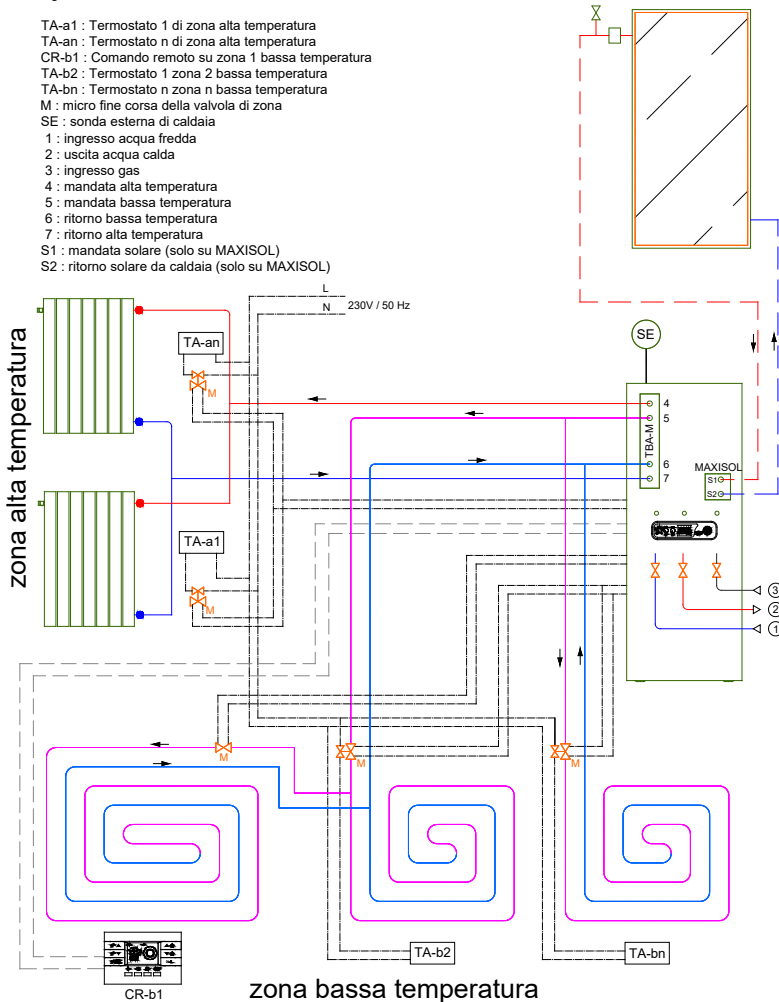 TA-a1 : Termostato 1 di zona alta temperatura
TA-an : Termostato n di zona alta temperatura
CR-b1 : Comando remoto su zona 1 bassa temperatura
TA-b2 : Termostato 1 zona 2 bassa temperatura
TA-bn : Termostato n zona n bassa temperatura
M : micro fine corsa della valvola di zona
SE : sonda esterna di caldaia
1 : ingresso acqua fredda
2 : uscita acqua calda
3 : ingresso gas
4 : mandata alta temperatura
5 : mandata bassa temperatura
6 : ritorno bassa temperatura
7 : ritorno alta temperatura
S1 : mandata solare (solo su MAXISOL)
S2 : ritorno solare da caldaia (solo su MAXISOL)
L
N 230V / 50 Hz
TA-an
M
SE
4
5
TBA-M
6
7
MAXISOL
S1
S2
zona alta temperatura
TA-a1
M
3
2
1
M
M
M
TA-b2
TA-bn
CR-b1
zona bassa temperatura